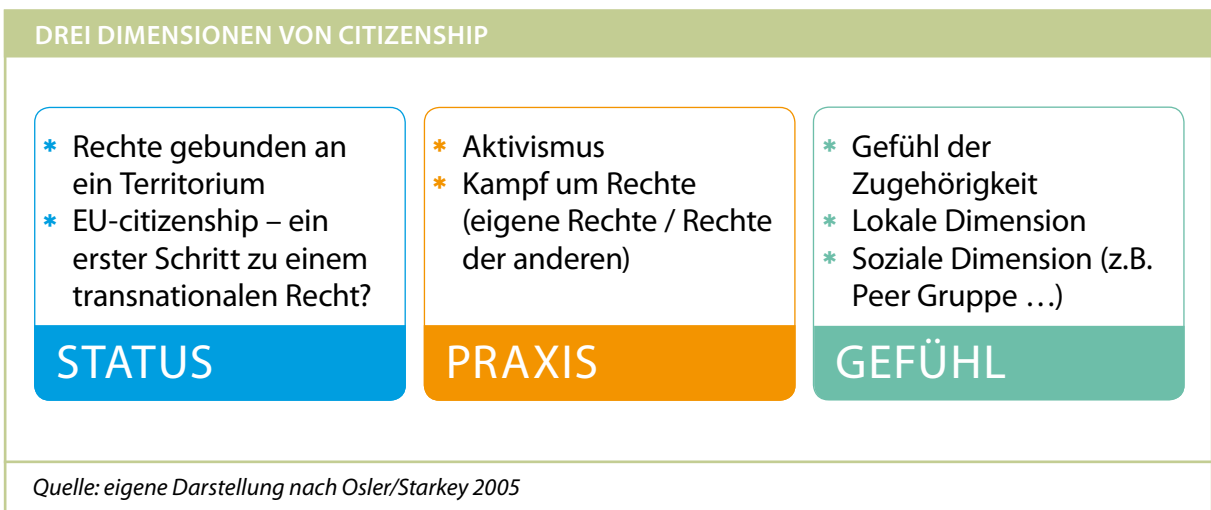 DREI DIMENSIONEN VON CITIZENSHIP
* Rechte gebunden an
ein Territorium
* EU-citizenship – ein
erster Schritt zu einem
transnationalen Recht?
STATUS
* Aktivismus
* Kampf um Rechte
(eigene Rechte / Rechte
der anderen)
PRAXIS
* Gefühl der
Zugehörigkeit
* Lokale Dimension
* Soziale Dimension (z.B.
Peer Gruppe …)
GEFÜHL
Quelle: eigene Darstellung nach Osler/Starkey 2005